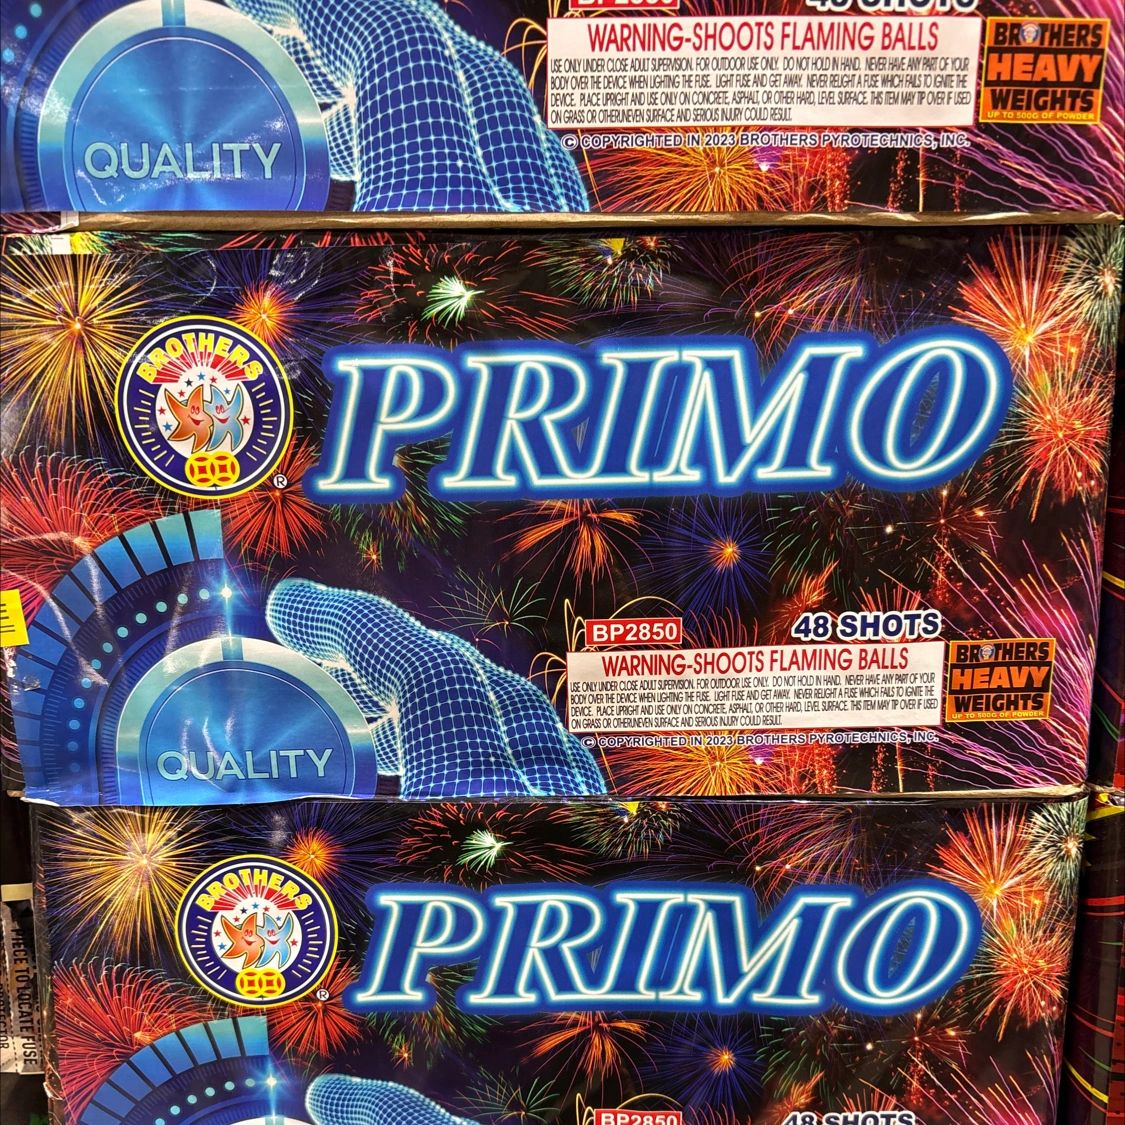 BP2850
48 SHOTS
WARNING-SHOOTS FLAMING BALLS
USE ONLY UNDER CLOSE ADULT SUPERVISION. FOR OUTDOOR USE ONLY. DO NOT HOLD IN HAND. NEVER HAVE ANY PART OF YOUR
BODY OVER THE DEVICE WHEN LIGHTING THE FUSE. LIGHT FUSE AND GET AWAY. NEVER RELIGHT A FUSE WHICH FAILS TO IGNITE THE
DEVICE. PLACE UPRIGHT AND USE ONLY ON CONCRETE, ASPHALT, OR OTHER HARD, LEVEL SURFACE. THIS ITEM MAY TIP OVER IF USED
ON GRASS OR OTHERUNEVEN SURFACE AND SERIOUS INJURY COULD RESULT.
BROTHERS
HEAVY
WEIGHTS
UP TO 500G OF POWDER
© COPYRIGHTED IN 2023 BROTHERS PYROTECHNICS, INC.
QUALITY
BROTHERS
®
PRIMO
BP2850
48 SHOTS
WARNING-SHOOTS FLAMING BALLS
USE ONLY UNDER CLOSE ADULT SUPERVISION. FOR OUTDOOR USE ONLY. DO NOT HOLD IN HAND. NEVER HAVE ANY PART OF YOUR
BODY OVER THE DEVICE WHEN LIGHTING THE FUSE. LIGHT FUSE AND GET AWAY. NEVER RELIGHT A FUSE WHICH FAILS TO IGNITE THE
DEVICE. PLACE UPRIGHT AND USE ONLY ON CONCRETE, ASPHALT, OR OTHER HARD, LEVEL SURFACE. THIS ITEM MAY TIP OVER IF USED
ON GRASS OR OTHERUNEVEN SURFACE AND SERIOUS INJURY COULD RESULT.
BROTHERS
HEAVY
WEIGHTS
UP TO 500G OF POWDER
© COPYRIGHTED IN 2023 BROTHERS PYROTECHNICS, INC.
QUALITY
BROTHERS
®
PRIMO
BP2850
48 SHOTS
PIECE TO LOCATE FUSE